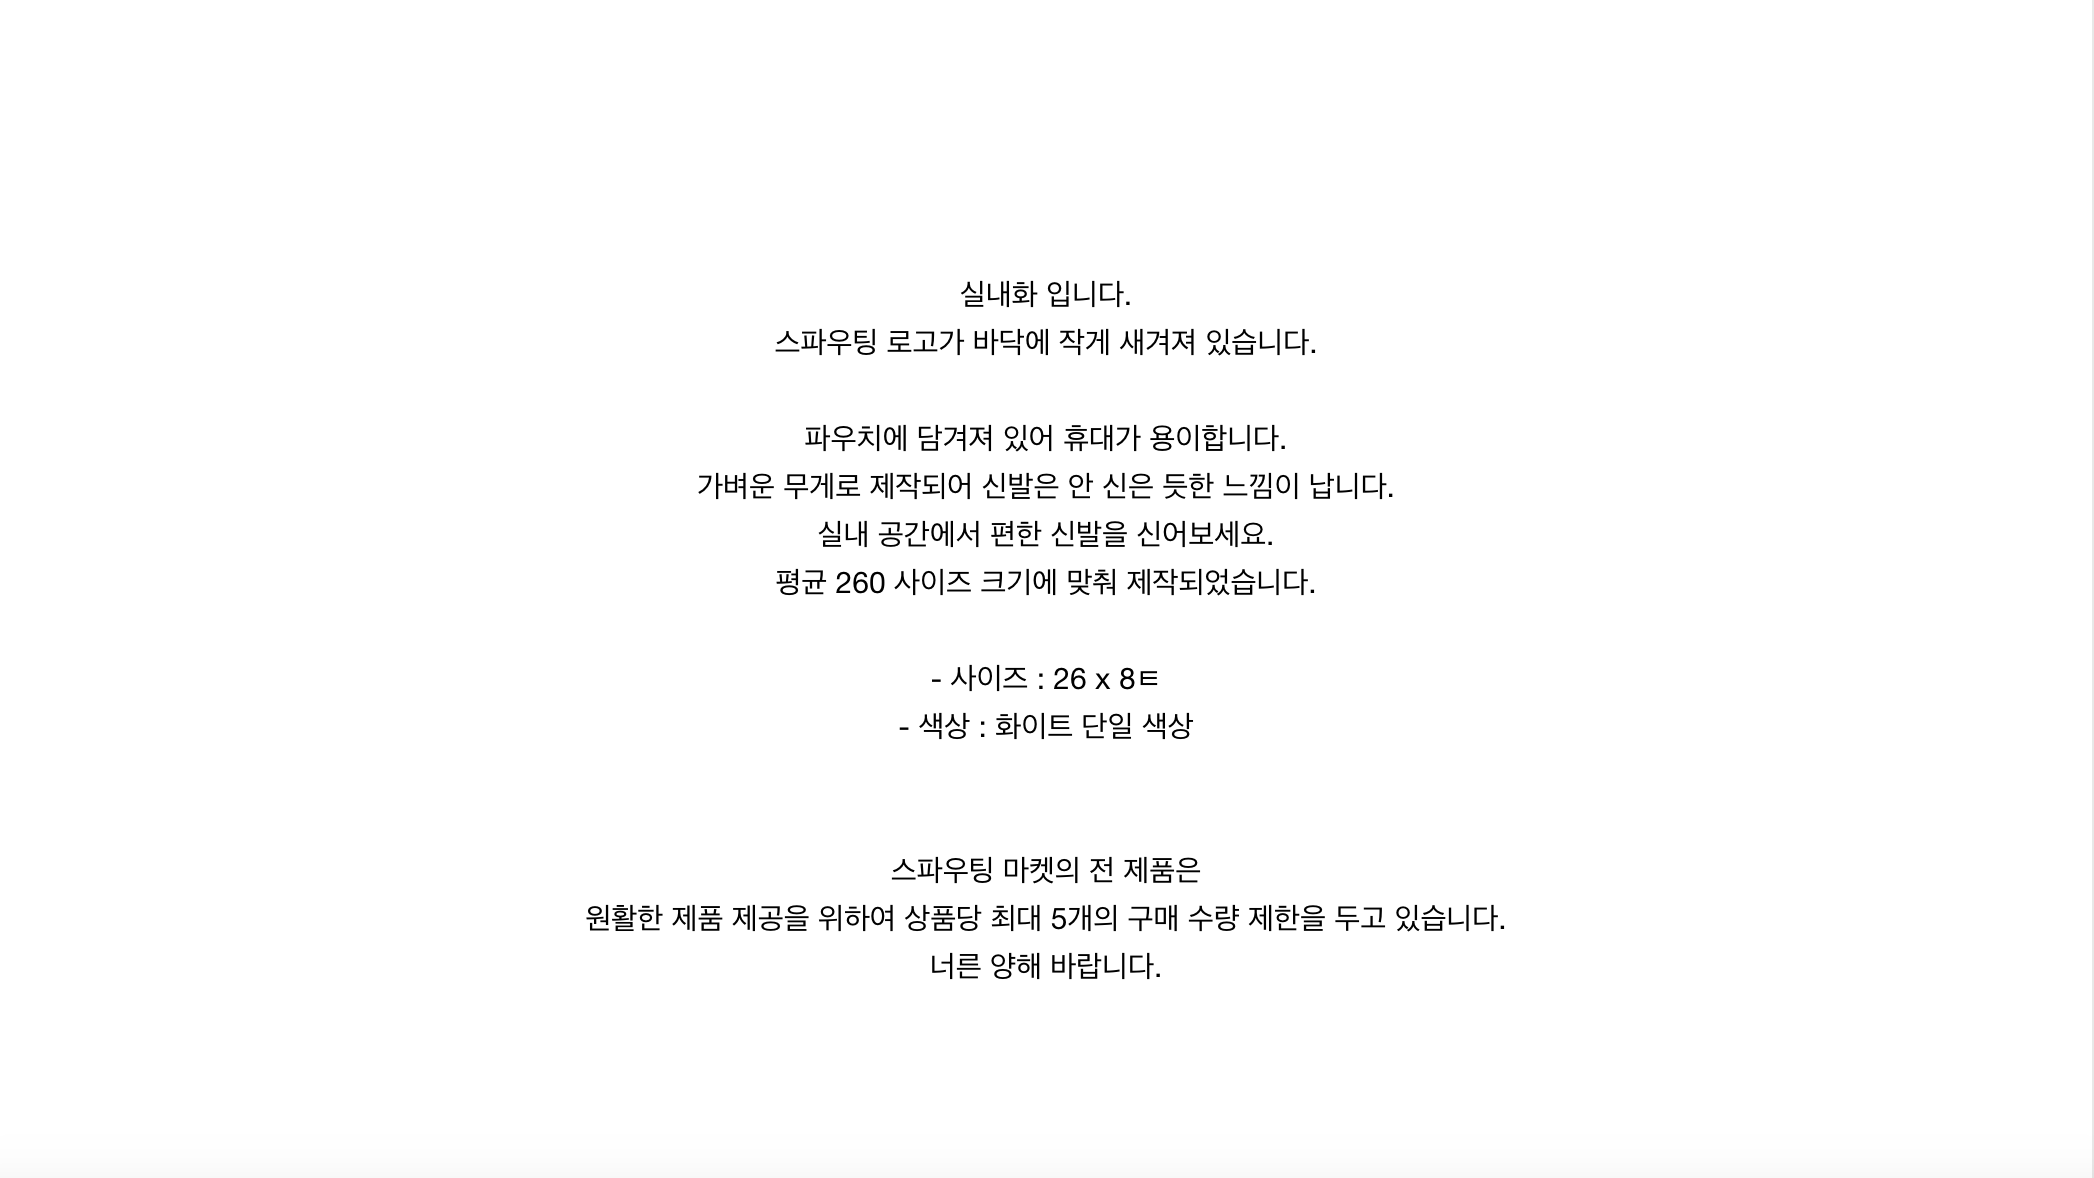 실내화 입니다.
스파우팅 로고가 바닥에 작게 새겨져 있습니다.
파우치에 담겨져 있어 휴대가 용이합니다.
가벼운 무게로 제작되어 신발은 안 신은 듯한 느낌이 납니다.
실내 공간에서 편한 신발을 신어보세요.
평균 260 사이즈 크기에 맞춰 제작되었습니다.
- 사이즈 : 26 x 8ㅌ
- 색상 : 화이트 단일 색상
스파우팅 마켓의 전 제품은
원활한 제품 제공을 위하여 상품당 최대 5개의 구매 수량 제한을 두고 있습니다.
너른 양해 바랍니다.